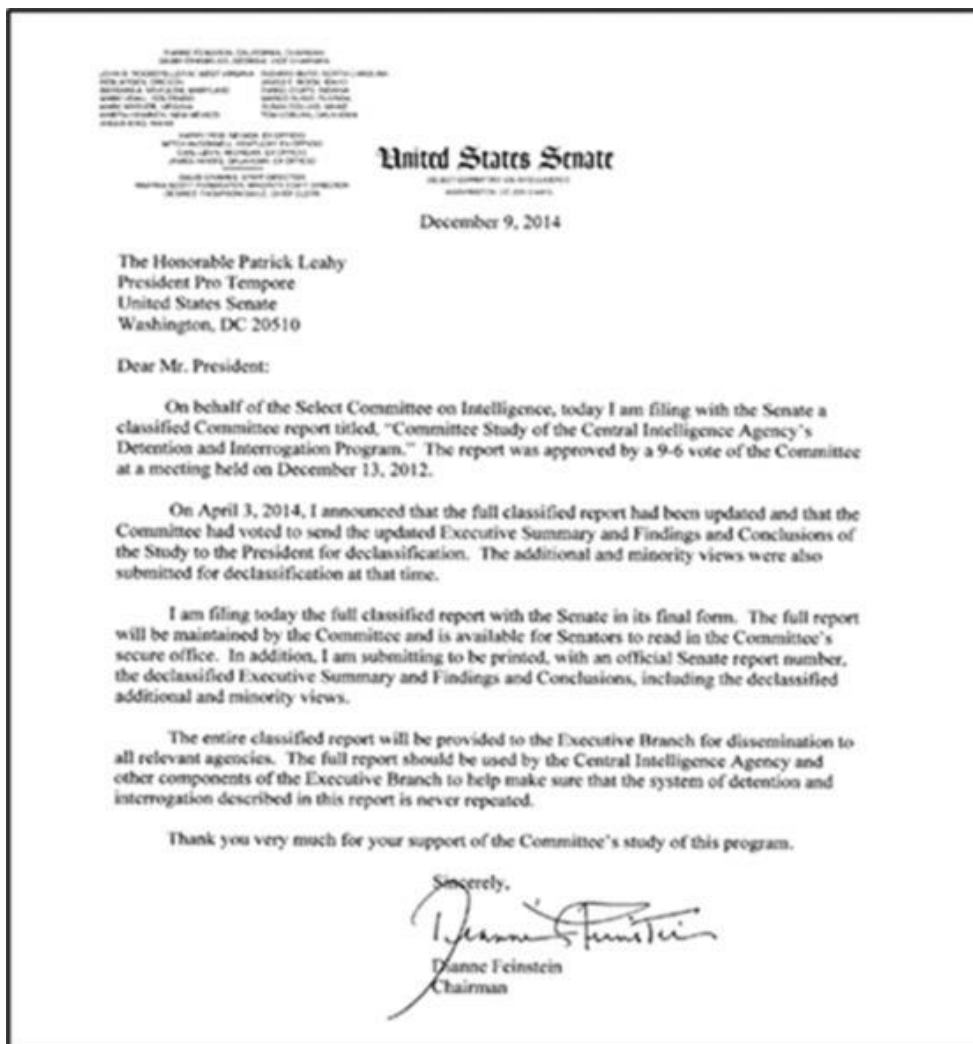 DIANNE FEINSTEIN, CALIFORNIA, CHAIRMAN
United States Senate
SELECT COMMITTEE ON INTELLIGENCE
December 9, 2014
The Honorable Patrick Leahy
President Pro Tempore
United States Senate
Washington, DC 20510
Dear Mr. President:
On behalf of the Select Committee on Intelligence, today I am filing with the Senate a
classified Committee report titled, “Committee Study of the Central Intelligence Agency’s
Detention and Interrogation Program.” The report was approved by a 9-6 vote of the Committee
at a meeting held on December 13, 2012.
On April 3, 2014, I announced that the full classified report had been updated and that the
Committee had voted to send the updated Executive Summary and Findings and Conclusions of
the Study to the President for declassification. The additional and minority views were also
submitted for declassification at that time.
I am filing today the full classified report with the Senate in its final form. The full report
will be maintained by the Committee and is available for Senators to read in the Committee’s
secure office. In addition, I am submitting to be printed, with an official Senate report number,
the declassified Executive Summary and Findings and Conclusions, including the declassified
additional and minority views.
The entire classified report will be provided to the Executive Branch for dissemination to
all relevant agencies. The full report should be used by the Central Intelligence Agency and
other components of the Executive Branch to help make sure that the system of detention and
interrogation described in this report is never repeated.
Thank you very much for your support of the Committee’s study of this program.
Sincerely,
Dianne Feinstein
Dianne Feinstein
Chairman